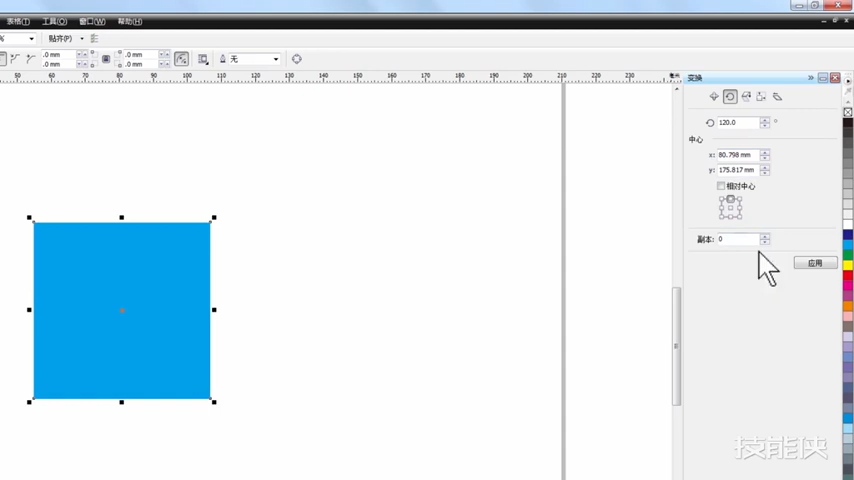 表格(T) 工具(O) 窗口(W) 帮助(H)
% 贴齐(P)
.0 mm .0 mm
.0 mm .0 mm
无
50 60 70 80 90 100 110 120 130 140 150 160 170 180 190 200 210 220 230 毫米
变换
120.0 °
中心
x: 80.798 mm
y: 175.817 mm
相对中心
副本: 0
应用
技能侠